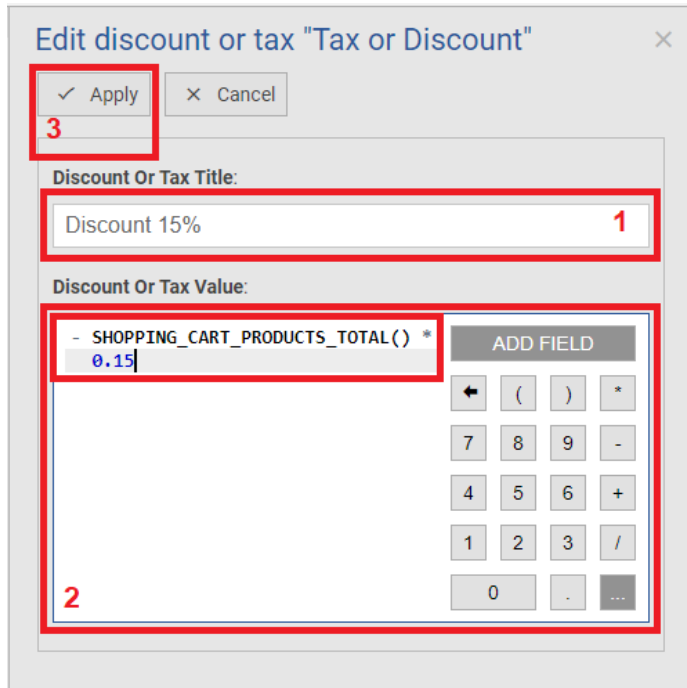 Edit discount or tax "Tax or Discount"
Apply
Cancel
3
Discount Or Tax Title:
Discount 15%
1
Discount Or Tax Value:
- SHOPPING_CART_PRODUCTS_TOTAL() *
0.15
ADD FIELD
( ) *
7 8 9 -
4 5 6 +
1 2 3 /
0 . ...
2